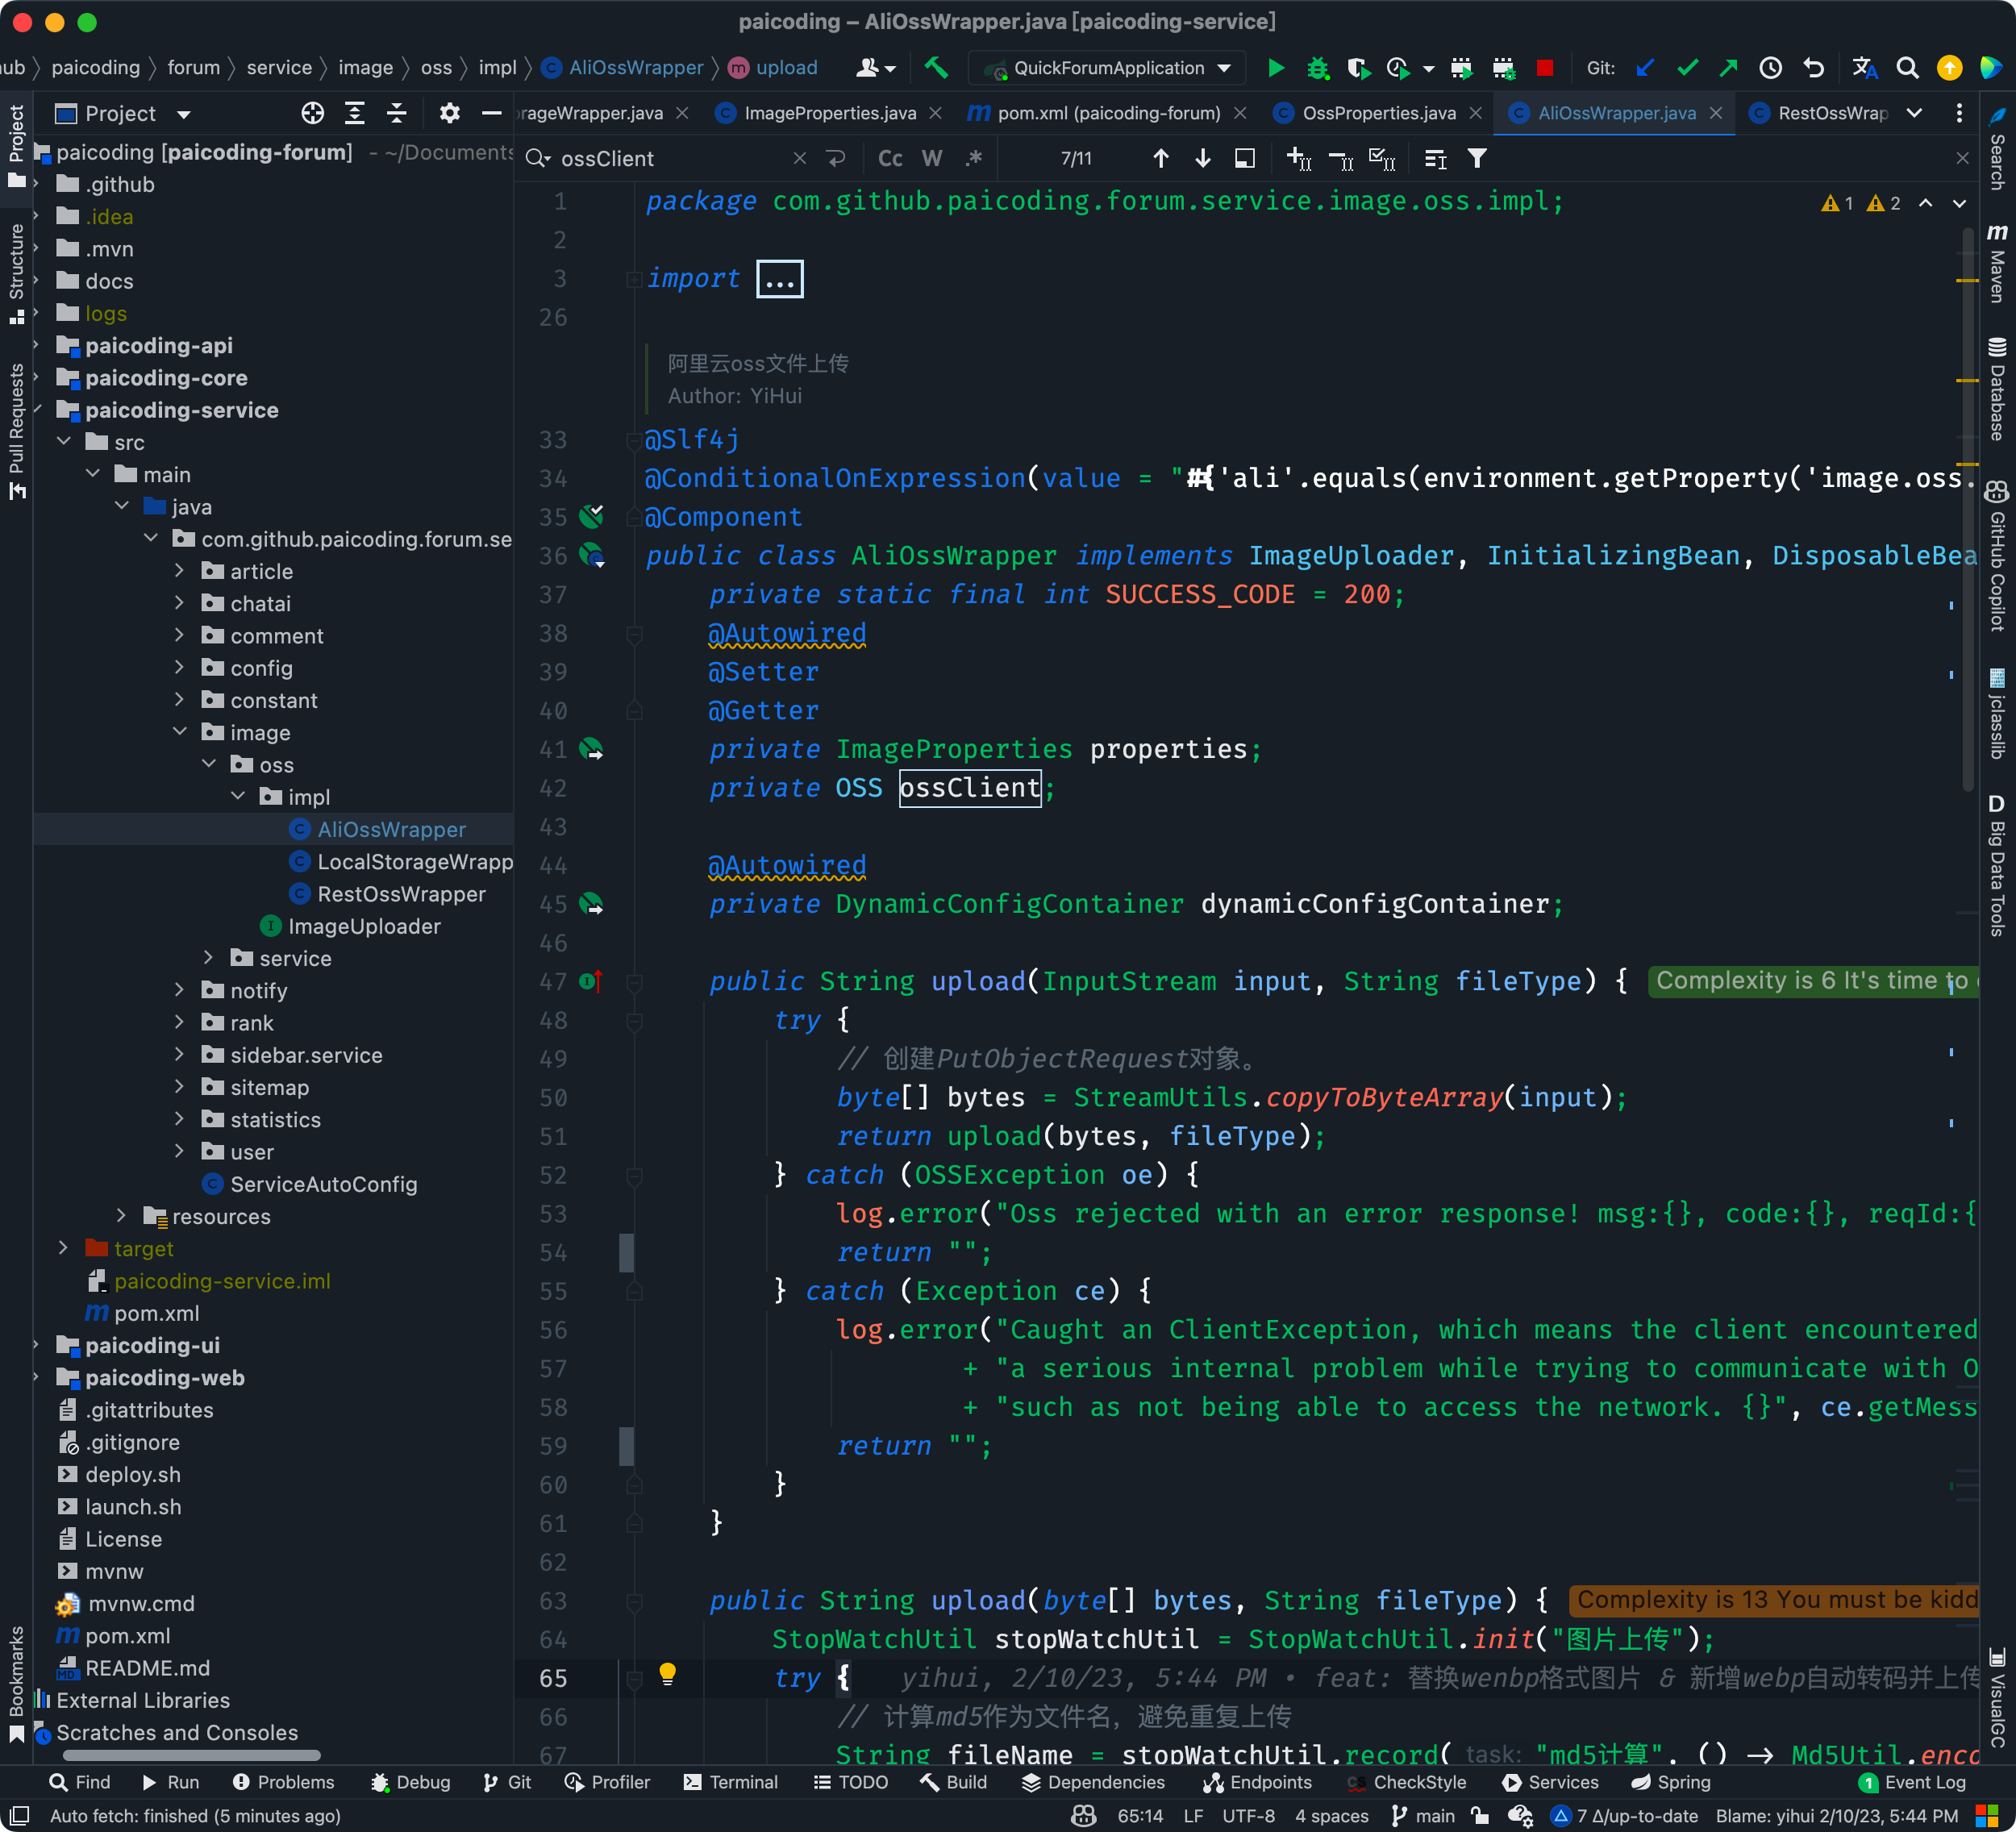 paicoding – AliOssWrapper.java [paicoding-service]
paicoding 〉 forum 〉 service 〉 image 〉 oss 〉 impl 〉 AliOssWrapper 〉 upload
QuickForumApplication
Git:
Project
ImageProperties.java
pom.xml (paicoding-forum)
OssProperties.java
AliOssWrapper.java
ossClient
Cc W .*
7/11
1 2
paicoding [paicoding-forum] - ~/Documents
.github
.idea
.mvn
docs
logs
paicoding-api
paicoding-core
paicoding-service
src
main
java
com.github.paicoding.forum.se
article
chatai
comment
config
constant
image
oss
impl
AliOssWrapper
LocalStorageWrapp
RestOssWrapper
ImageUploader
service
notify
rank
sidebar.service
sitemap
statistics
user
ServiceAutoConfig
resources
target
paicoding-service.iml
pom.xml
paicoding-ui
paicoding-web
.gitattributes
.gitignore
deploy.sh
launch.sh
License
mvnw
mvnw.cmd
pom.xml
README.md
External Libraries
Scratches and Consoles
1 package com.github.paicoding.forum.service.image.oss.impl;
2
3 import ...
26
阿里云oss文件上传
Author: YiHui
33 @Slf4j
34 @ConditionalOnExpression(value = "#{'ali'.equals(environment.getProperty('image.oss.
35 @Component
36 public class AliOssWrapper implements ImageUploader, InitializingBean, DisposableBea
37 private static final int SUCCESS_CODE = 200;
38 @Autowired
39 @Setter
40 @Getter
41 private ImageProperties properties;
42 private OSS ossClient;
43
44 @Autowired
45 private DynamicConfigContainer dynamicConfigContainer;
46
47 public String upload(InputStream input, String fileType) { Complexity is 6 It's time to
48 try {
49 // 创建PutObjectRequest对象。
50 byte[] bytes = StreamUtils.copyToByteArray(input);
51 return upload(bytes, fileType);
52 } catch (OSSException oe) {
53 log.error("Oss rejected with an error response! msg:{}, code:{}, reqId:{
54 return "";
55 } catch (Exception ce) {
56 log.error("Caught an ClientException, which means the client encountered
57 + "a serious internal problem while trying to communicate with O
58 + "such as not being able to access the network. {}", ce.getMess
59 return "";
60 }
61 }
62
63 public String upload(byte[] bytes, String fileType) { Complexity is 13 You must be kidd
64 StopWatchUtil stopWatchUtil = StopWatchUtil.init("图片上传");
65 try { yihui, 2/10/23, 5:44 PM • feat: 替换wenbp格式图片 & 新增webp自动转码并上传
66 // 计算md5作为文件名，避免重复上传
67 String fileName = stopWatchUtil.record( task: "md5计算", () → Md5Util.enco
Project
Structure
Pull Requests
Bookmarks
Search
Maven
Database
GitHub Copilot
jclasslib
D Big Data Tools
VisualGC
Find Run Problems Debug Git Profiler Terminal TODO Build Dependencies Endpoints CheckStyle Services Spring 1 Event Log
Auto fetch: finished (5 minutes ago) 65:14 LF UTF-8 4 spaces main 7 Δ/up-to-date Blame: yihui 2/10/23, 5:44 PM